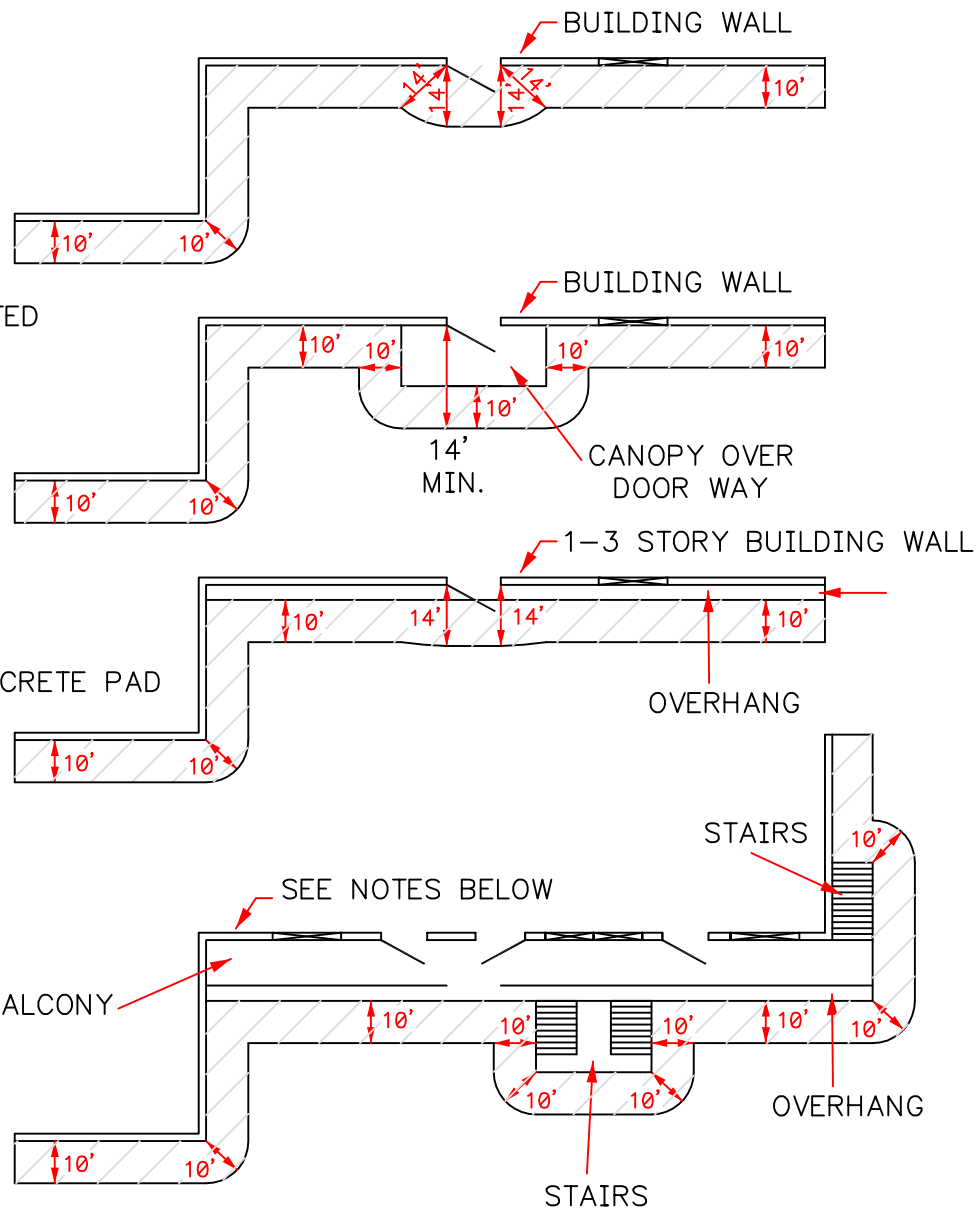 BUILDING WALL
14'
14'
14'
14'
10'
10'
10'
BUILDING WALL
TED
10'
10'
10'
10'
10'
14'
MIN.
CANOPY OVER
DOOR WAY
10'
10'
1-3 STORY BUILDING WALL
10'
14'
14'
10'
CRETE PAD
OVERHANG
10'
10'
STAIRS
10'
SEE NOTES BELOW
ALCONY
10'
10'
10'
10'
10'
10'
10'
OVERHANG
10'
10'
STAIRS